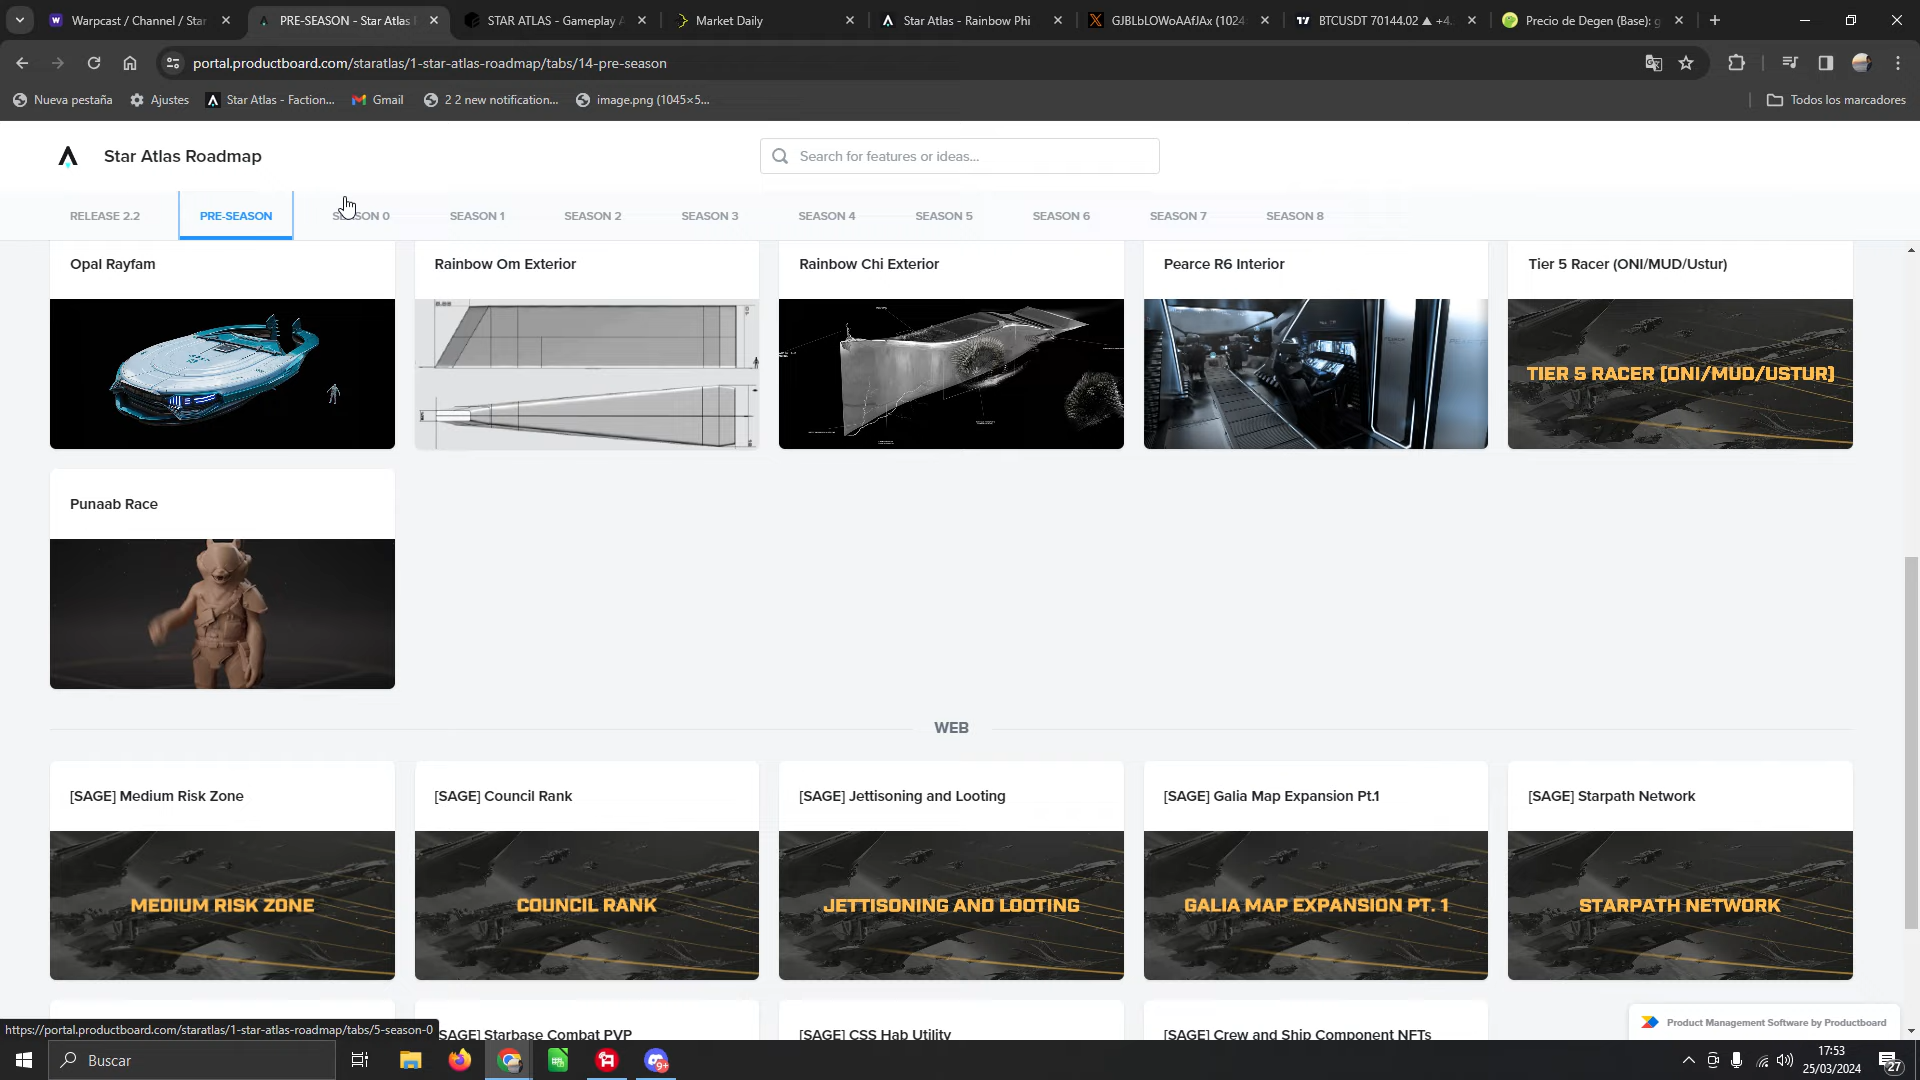 Warpcast / Channel / Star
PRE-SEASON - Star Atlas
STAR ATLAS - Gameplay
Market Daily
Star Atlas - Rainbow Phi
GJBLbLOWoAAfJAx (1024
BTCUSDT 70144.02 ▲ +4.
Precio de Degen (Base):
portal.productboard.com/staratlas/1-star-atlas-roadmap/tabs/14-pre-season
Nueva pestaña
Ajustes
Star Atlas - Faction...
Gmail
2 2 new notification...
image.png (1045×5...
Todos los marcadores
Star Atlas Roadmap
Search for features or ideas...
RELEASE 2.2
PRE-SEASON
SEASON 0
SEASON 1
SEASON 2
SEASON 3
SEASON 4
SEASON 5
SEASON 6
SEASON 7
SEASON 8
Opal Rayfam
Rainbow Om Exterior
Rainbow Chi Exterior
Pearce R6 Interior
Tier 5 Racer (ONI/MUD/Ustur)
TIER 5 RACER (ONI/MUD/USTUR)
Punaab Race
WEB
[SAGE] Medium Risk Zone
[SAGE] Council Rank
[SAGE] Jettisoning and Looting
[SAGE] Galia Map Expansion Pt.1
[SAGE] Starpath Network
MEDIUM RISK ZONE
COUNCIL RANK
JETTISONING AND LOOTING
GALIA MAP EXPANSION PT. 1
STARPATH NETWORK
[SAGE] Starbase Combat PVP
[SAGE] CSS Hab Utility
[SAGE] Crew and Ship Component NFTs
Product Management Software by Productboard
https://portal.productboard.com/staratlas/1-star-atlas-roadmap/tabs/5-season-0
Buscar
9+
17:53
25/03/2024
27